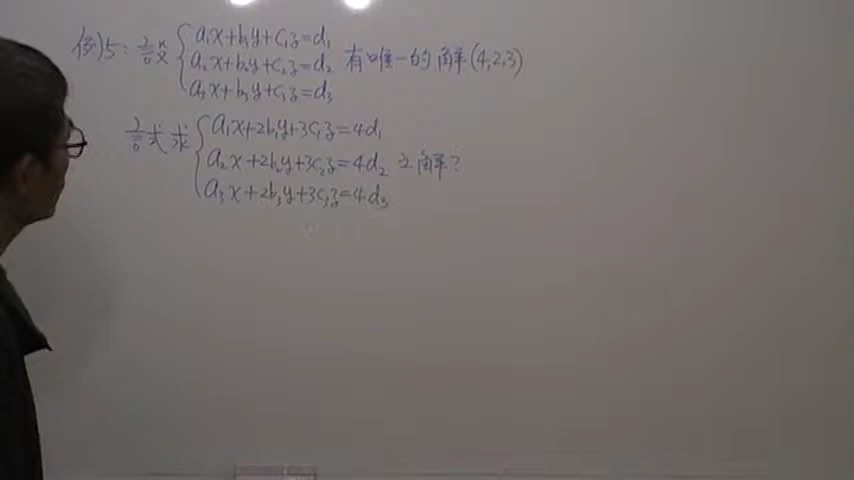 例5:設 a₁x+b₁y+c₁z=d₁
a₂x+b₂y+c₂z=d₂ 有唯一的解(4,2,3)
a₃x+b₃y+c₃z=d₃
試求 a₁x+2b₁y+3c₁z=4d₁
a₂x+2b₂y+3c₂z=4d₂ 之解?
a₃x+2b₃y+3c₃z=4d₃